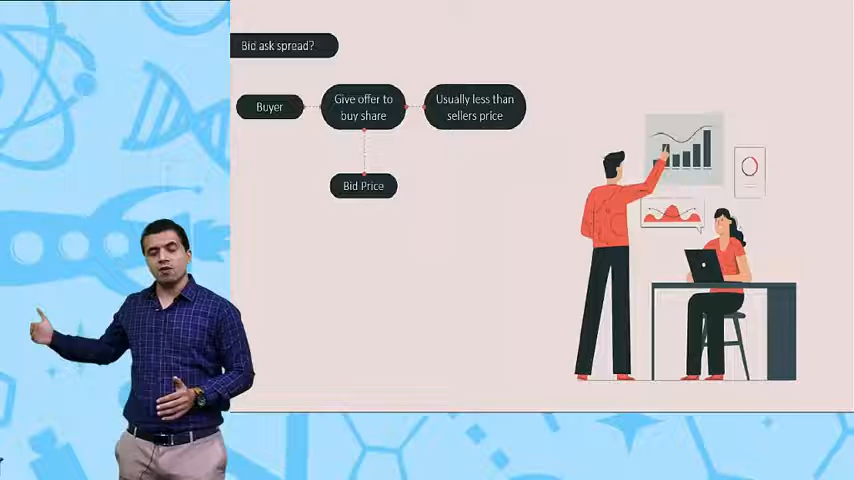 Bid ask spread?
Buyer
Give offer to
buy share
Usually less than
sellers price
Bid Price